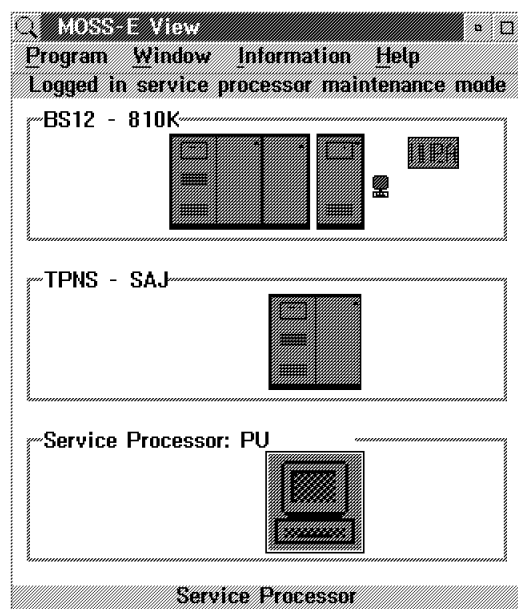 MOSS-E View
Program Window Information Help
Logged in service processor maintenance mode
BS12 - 810K
TPNS - SAJ
Service Processor: PU
Service Processor